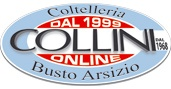 Coltelleria
DAL 1999
COLLINI
DAL 1968
ONLINE
Busto Arsizio